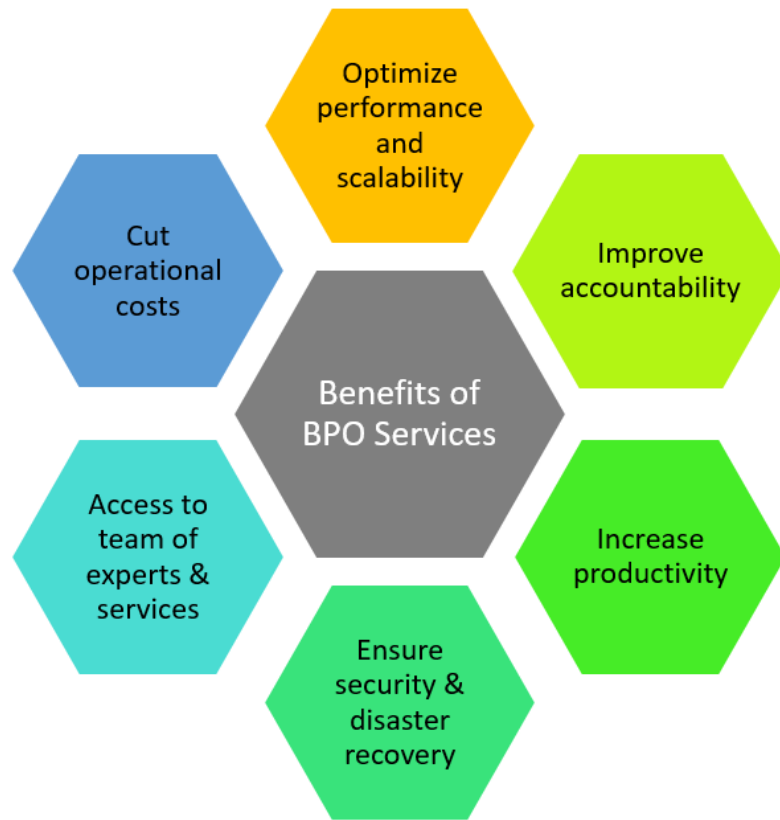 Optimize
performance
and
scalability
Cut
operational
costs
Improve
accountability
Benefits of
BPO Services
Access to
team of
experts &
services
Increase
productivity
Ensure
security &
disaster
recovery